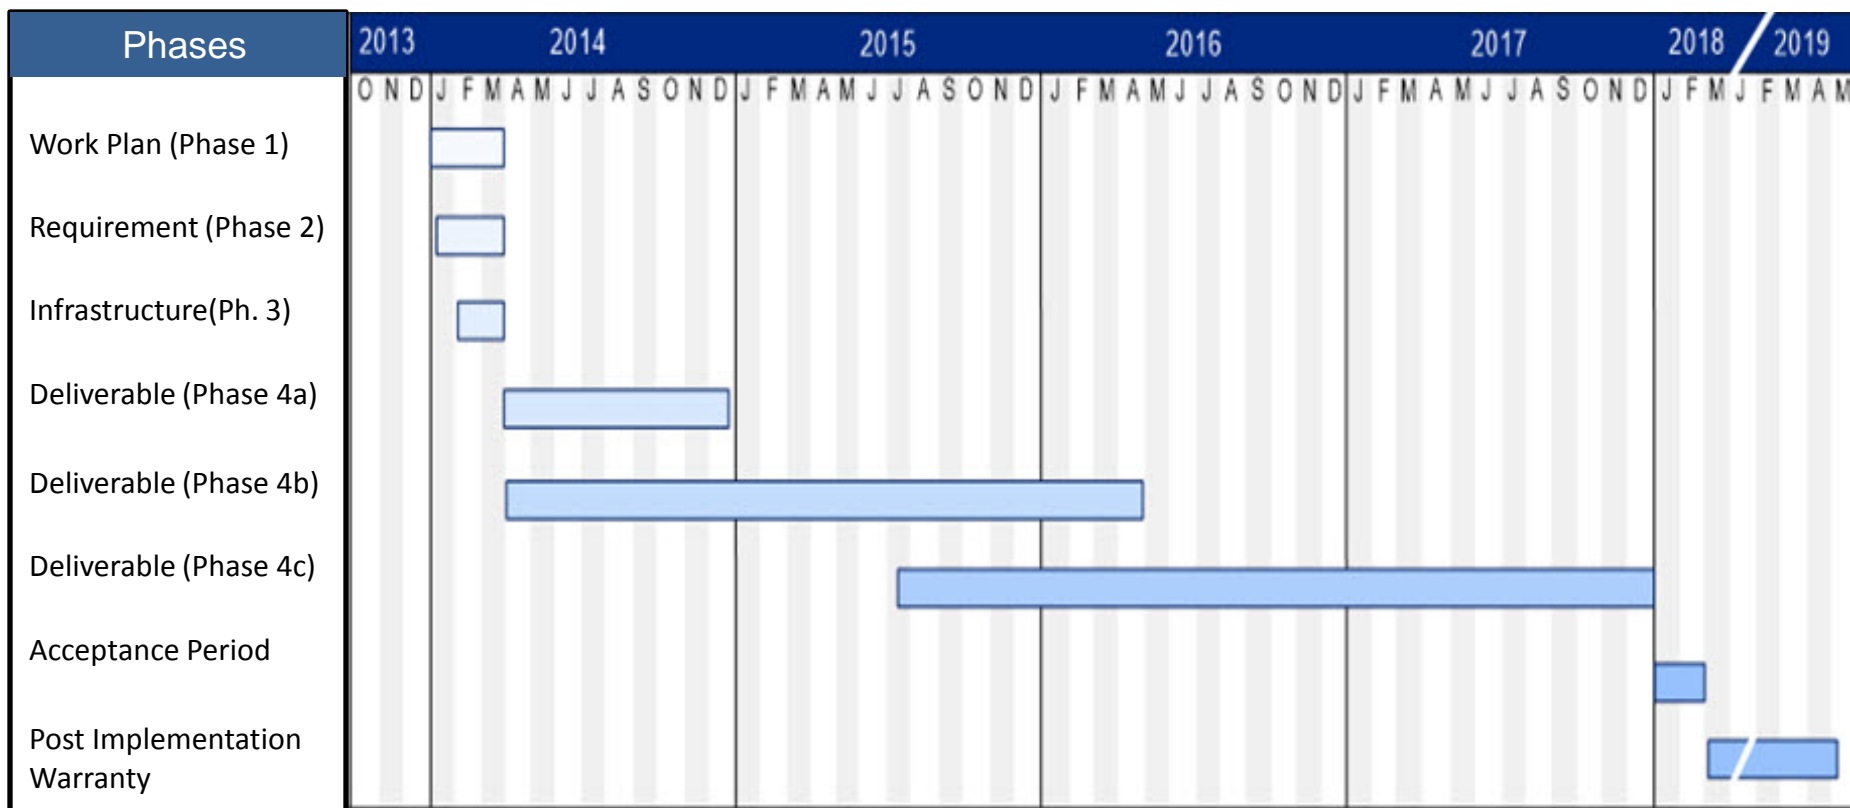 Phases
2013 2014 2015 2016 2017 2018 2019
O N D J F M A M J J A S O N D J F M A M J J A S O N D J F M A M J J A S O N D J F M A M J J A S O N D J F M J F M A M
Work Plan (Phase 1)
Requirement (Phase 2)
Infrastructure(Ph. 3)
Deliverable (Phase 4a)
Deliverable (Phase 4b)
Deliverable (Phase 4c)
Acceptance Period
Post Implementation
Warranty